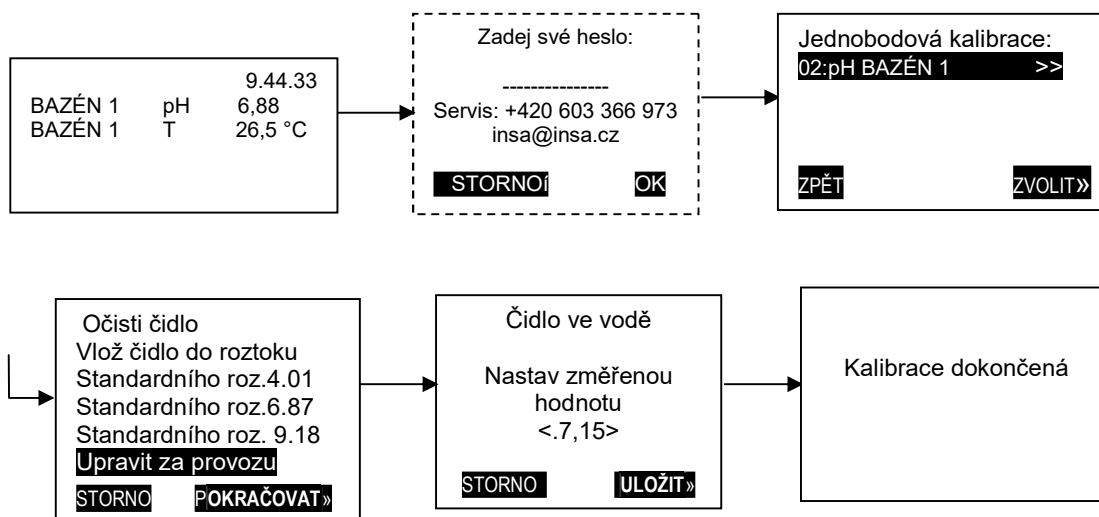 9.44.33
BAZÉN 1 pH 6,88
BAZÉN 1 T 26,5 °C
Zadej své heslo:
---------------
Servis: +420 603 366 973
insa@insa.cz
STORNOí OK
Jednobodová kalibrace:
02:pH BAZÉN 1 >>
ZPĚT ZVOLIT»
Očisti čidlo
Vlož čidlo do roztoku
Standardního roz.4.01
Standardního roz.6.87
Standardního roz. 9.18
Upravit za provozu
STORNO POKRAČOVAT»
Čidlo ve vodě
Nastav změřenou
hodnotu
<.7,15>
STORNO ULOŽIT»
Kalibrace dokončená